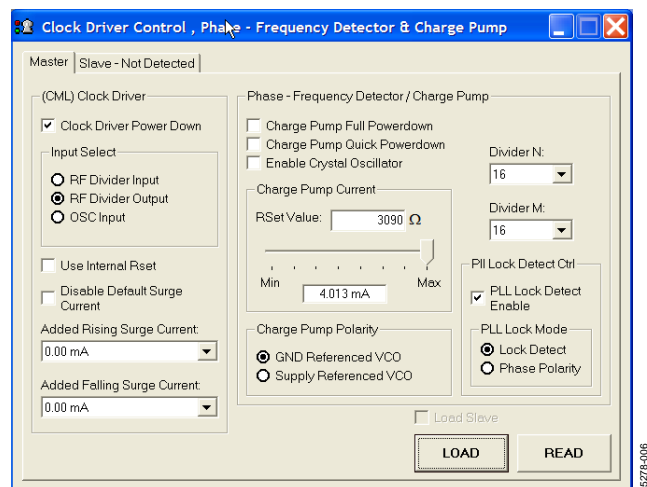 Clock Driver Control , Phase - Frequency Detector & Charge Pump
Master
Slave - Not Detected
(CML) Clock Driver
Clock Driver Power Down
Input Select
RF Divider Input
RF Divider Output
OSC Input
Use Internal Rset
Disable Default Surge
Current
Added Rising Surge Current:
0.00 mA
Added Falling Surge Current:
0.00 mA
Phase - Frequency Detector / Charge Pump
Charge Pump Full Powerdown
Charge Pump Quick Powerdown
Enable Crystal Oscillator
Charge Pump Current
RSet Value: 3090 Ω
Min Max
4.013 mA
Charge Pump Polarity
GND Referenced VCO
Supply Referenced VCO
Divider N:
16
Divider M:
16
Pll Lock Detect Ctrl
PLL Lock Detect
Enable
PLL Lock Mode
Lock Detect
Phase Polarity
Load Slave
LOAD READ
5278-006